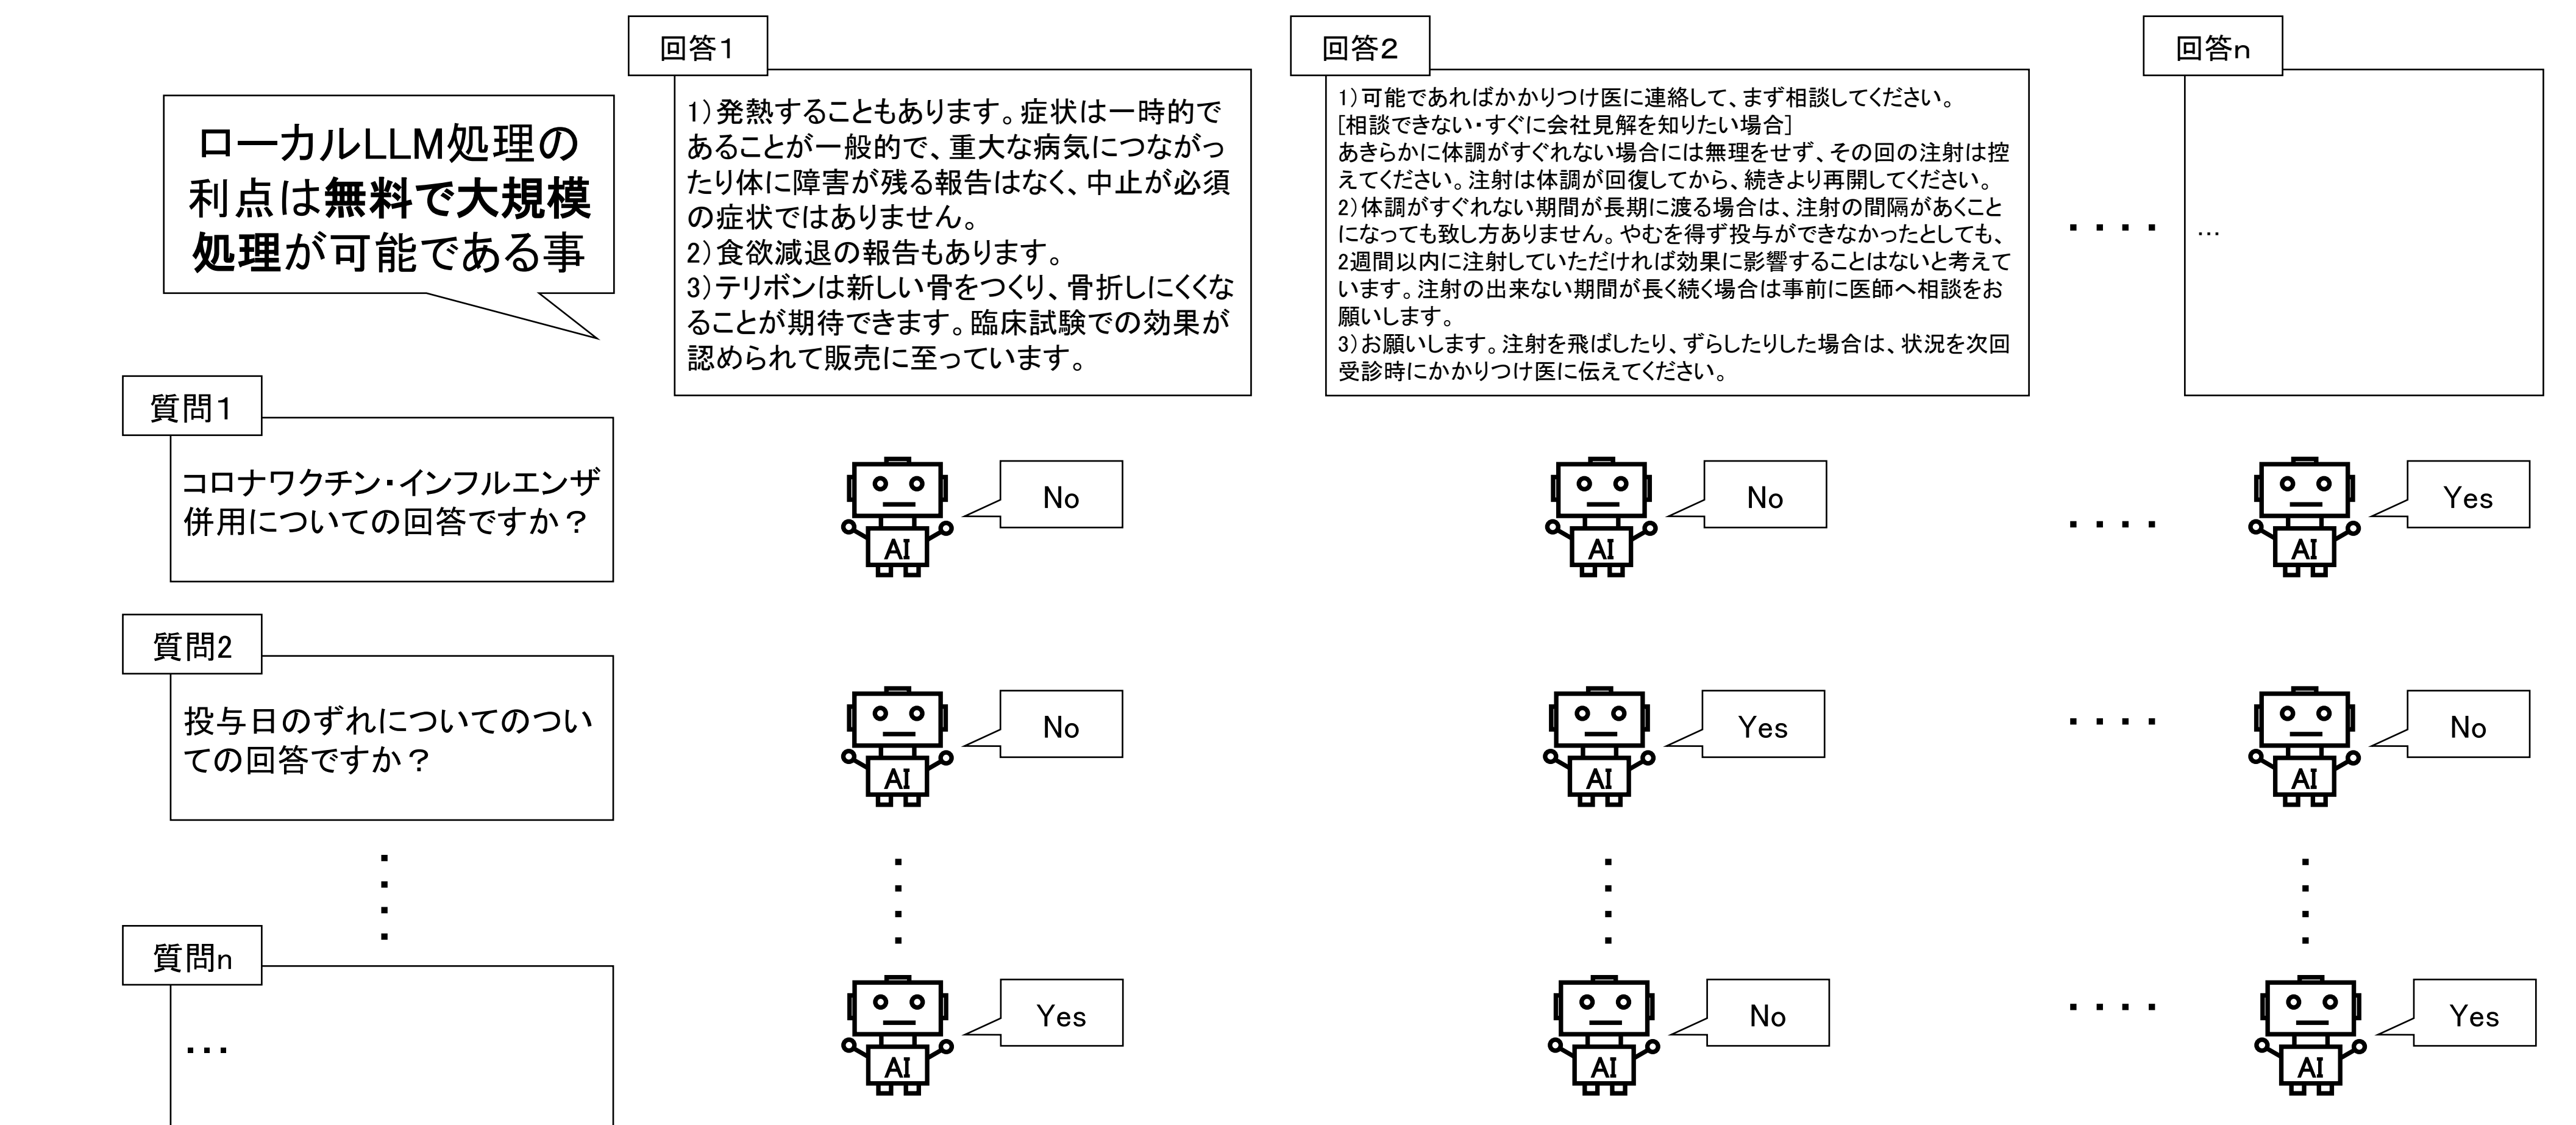 回答1
回答2
回答n
ローカルLLM処理の
利点は無料で大規模
処理が可能である事
1）発熱することもあります。症状は一時的で
あることが一般的で、重大な病気につながっ
たり体に障害が残る報告はなく、中止が必須
の症状ではありません。
2）食欲減退の報告もあります。
3）テリボンは新しい骨をつくり、骨折しにくくな
ることが期待できます。臨床試験での効果が
認められて販売に至っています。
1）可能であればかかりつけ医に連絡して、まず相談してください。
[相談できない・すぐに会社見解を知りたい場合]
あきらかに体調がすぐれない場合には無理をせず、その回の注射は控
えてください。注射は体調が回復してから、続きより再開してください。
2）体調がすぐれない期間が長期に渡る場合は、注射の間隔があくこと
になっても致し方ありません。やむを得ず投与ができなかったとしても、
2週間以内に注射していただければ効果に影響することはないと考えて
います。注射の出来ない期間が長く続く場合は事前に医師へ相談をお
願いします。
3）お願いします。注射を飛ばしたり、ずらしたりした場合は、状況を次回
受診時にかかりつけ医に伝えてください。
・・・・
...
質問1
コロナワクチン・インフルエンザ
併用についての回答ですか？
AI
No
AI
No
・・・・
AI
Yes
質問2
投与日のずれについてのつい
ての回答ですか？
AI
No
AI
Yes
・・・・
AI
No
質問n
...
AI
Yes
AI
No
・・・・
AI
Yes